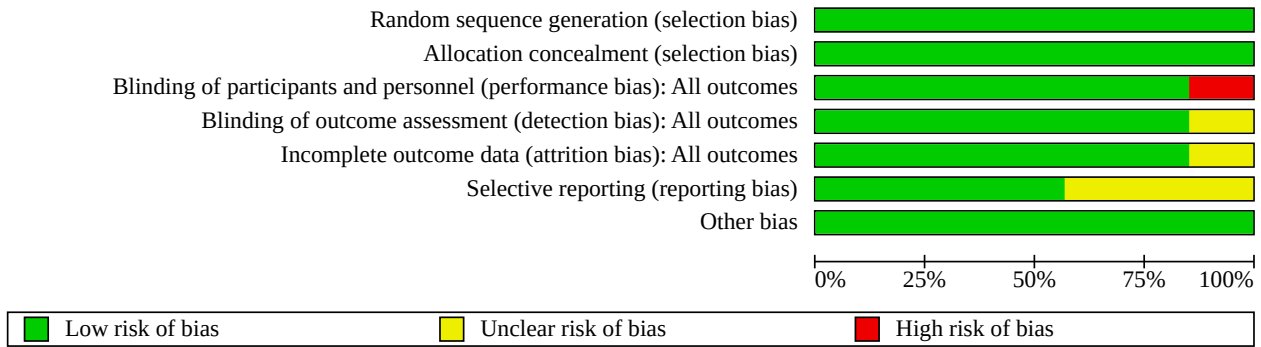 Random sequence generation (selection bias)
Allocation concealment (selection bias)
Blinding of participants and personnel (performance bias): All outcomes
Blinding of outcome assessment (detection bias): All outcomes
Incomplete outcome data (attrition bias): All outcomes
Selective reporting (reporting bias)
Other bias
0% 25% 50% 75% 100%
Low risk of bias Unclear risk of bias High risk of bias